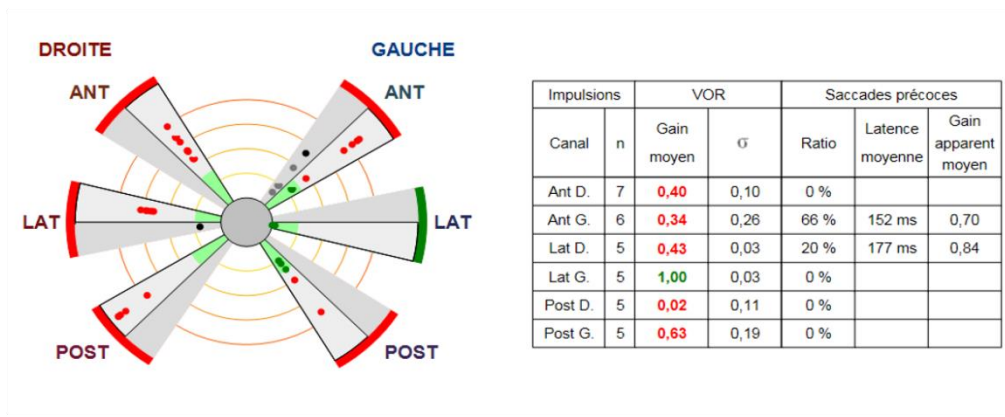 DROITE GAUCHE
ANT ANT
LAT LAT
POST POST
Impulsions VOR Saccades précoces
Canal n Gain moyen σ Ratio Latence moyenne Gain apparent moyen
Ant D. 7 0,40 0,10 0 %
Ant G. 6 0,34 0,26 66 % 152 ms 0,70
Lat D. 5 0,43 0,03 20 % 177 ms 0,84
Lat G. 5 1,00 0,03 0 %
Post D. 5 0,02 0,11 0 %
Post G. 5 0,63 0,19 0 %